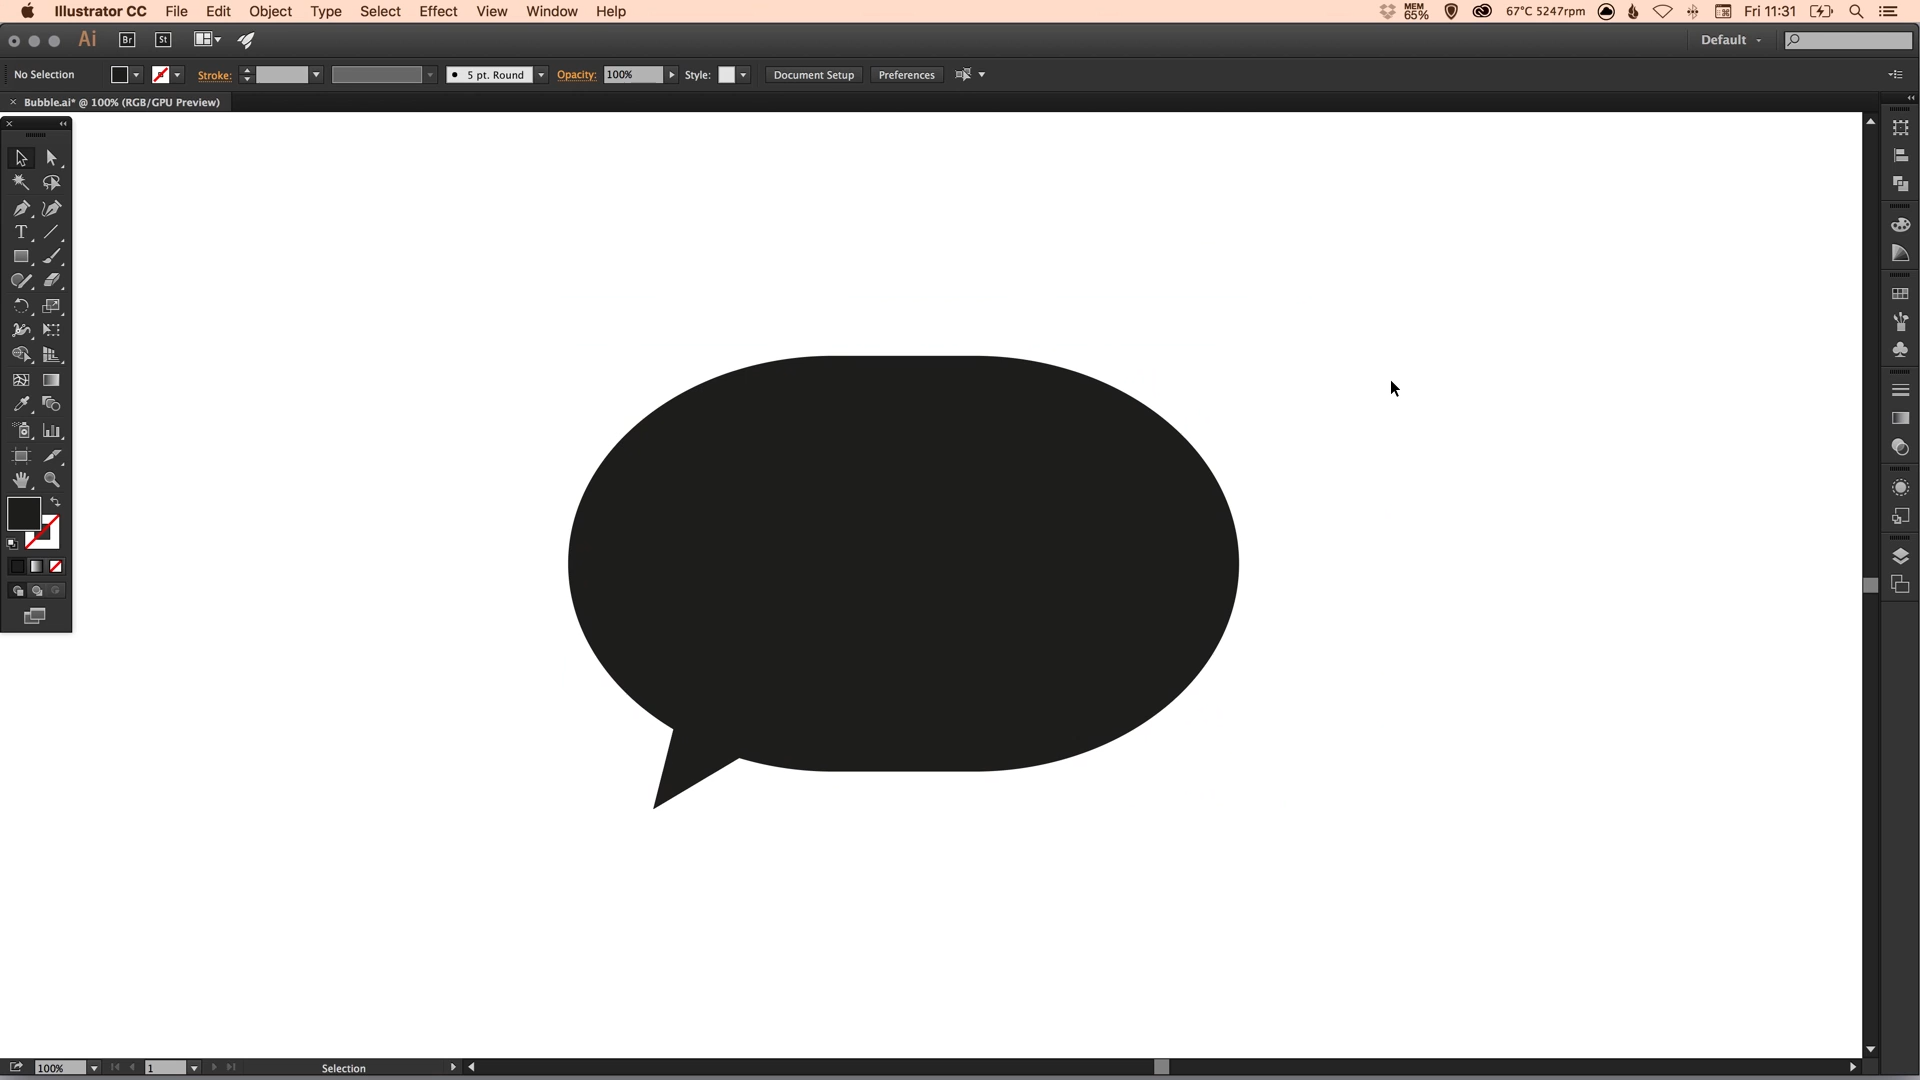 Illustrator CC File Edit Object Type Select Effect View Window Help MEM 65% 67°C 5247rpm Fri 11:31
Ai Br St Default
No Selection Stroke: 5 pt. Round Opacity: 100% Style: Document Setup Preferences
Bubble.ai* @ 100% (RGB/GPU Preview)
T
100% 1 Selection